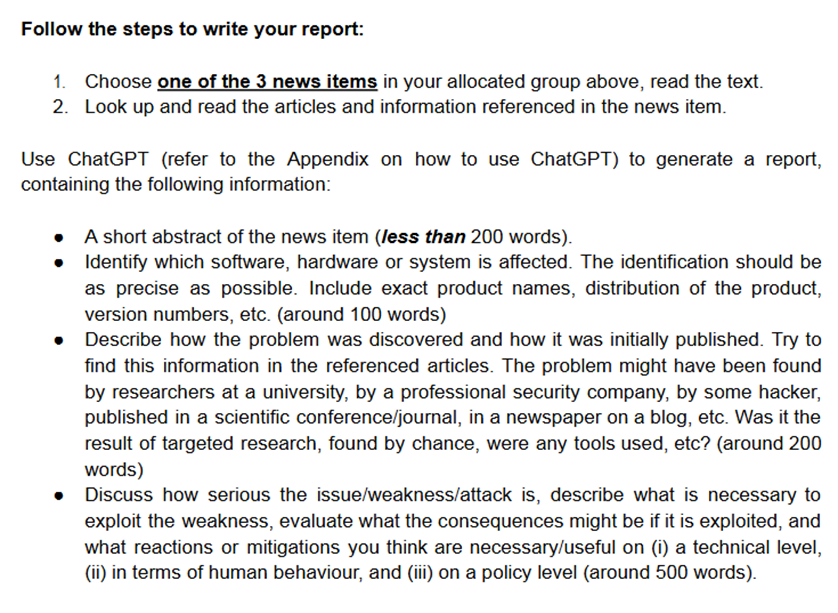 Follow the steps to write your report:
1. Choose one of the 3 news items in your allocated group above, read the text.
2. Look up and read the articles and information referenced in the news item.
Use ChatGPT (refer to the Appendix on how to use ChatGPT) to generate a report,
containing the following information:
● A short abstract of the news item (less than 200 words).
● Identify which software, hardware or system is affected. The identification should be
as precise as possible. Include exact product names, distribution of the product,
version numbers, etc. (around 100 words)
● Describe how the problem was discovered and how it was initially published. Try to
find this information in the referenced articles. The problem might have been found
by researchers at a university, by a professional security company, by some hacker,
published in a scientific conference/journal, in a newspaper on a blog, etc. Was it the
result of targeted research, found by chance, were any tools used, etc? (around 200
words)
● Discuss how serious the issue/weakness/attack is, describe what is necessary to
exploit the weakness, evaluate what the consequences might be if it is exploited, and
what reactions or mitigations you think are necessary/useful on (i) a technical level,
(ii) in terms of human behaviour, and (iii) on a policy level (around 500 words).